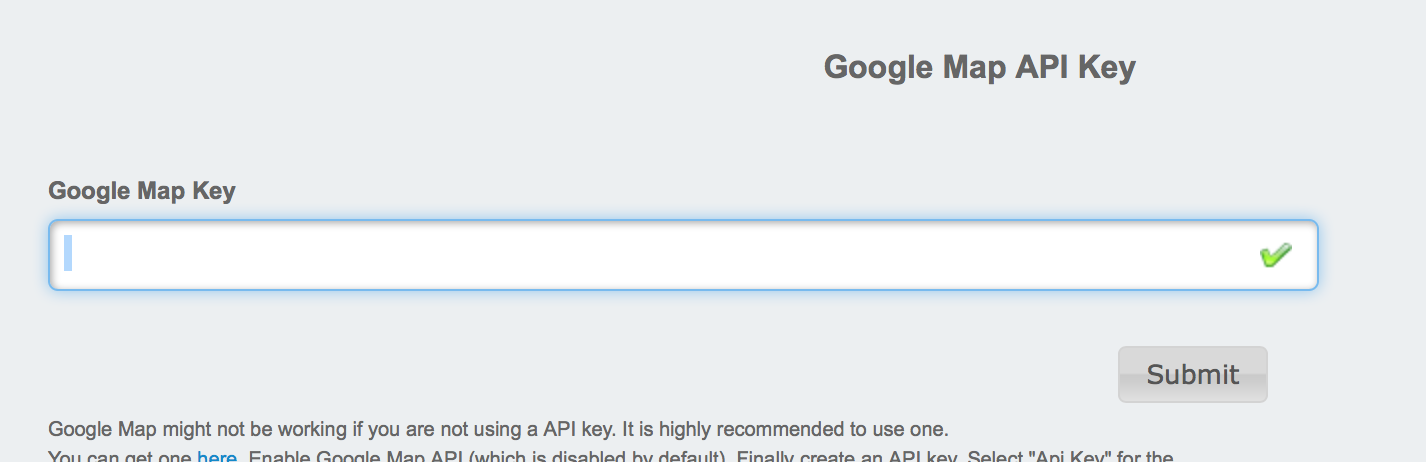 Google Map API Key
Google Map Key
Submit
Google Map might not be working if you are not using a API key. It is highly recommended to use one.
You can get one here. Enable Google Map API (which is disabled by default). Finally create an API key. Select "Api Key" for the